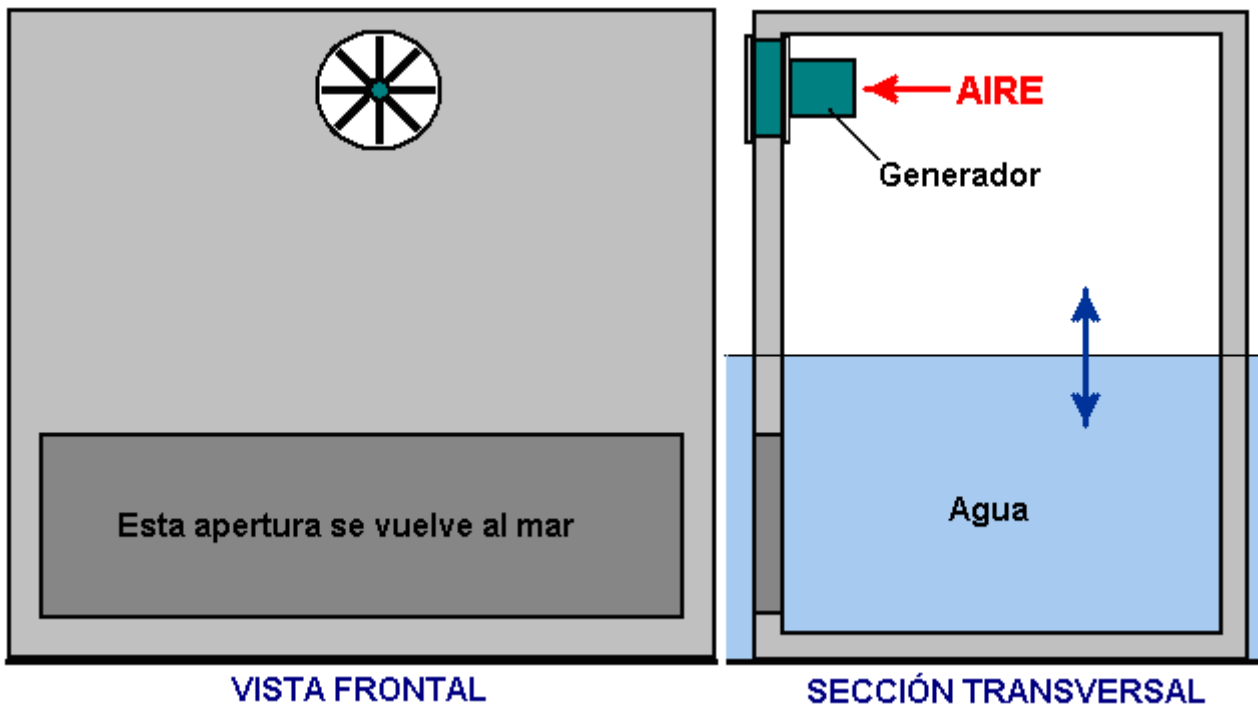 Esta apertura se vuelve al mar
VISTA FRONTAL
AIRE
Generador
Agua
SECCIÓN TRANSVERSAL